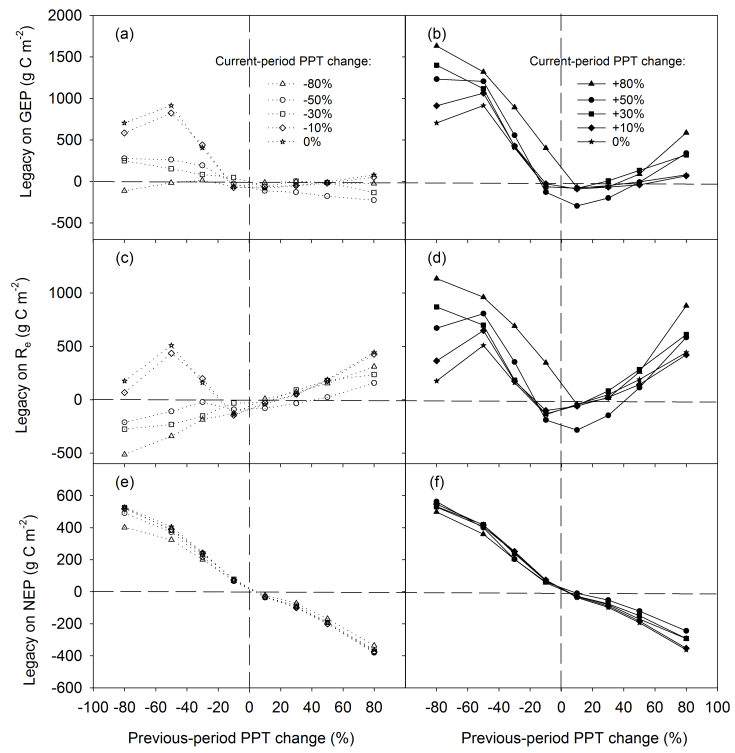 (a)
Current-period PPT change:
-80%
-50%
-30%
-10%
0%
(b)
Current-period PPT change:
+80%
+50%
+30%
+10%
0%
Legacy on GEP (g C m-2)
2000
1500
1000
500
0
-500
(c)
(d)
Legacy on Re (g C m-2)
1000
500
0
-500
(e)
(f)
Legacy on NEP (g C m-2)
600
400
200
0
-200
-400
-600
-100 -80 -60 -40 -20 0 20 40 60 80
-80 -60 -40 -20 0 20 40 60 80 100
Previous-period PPT change (%)
Previous-period PPT change (%)